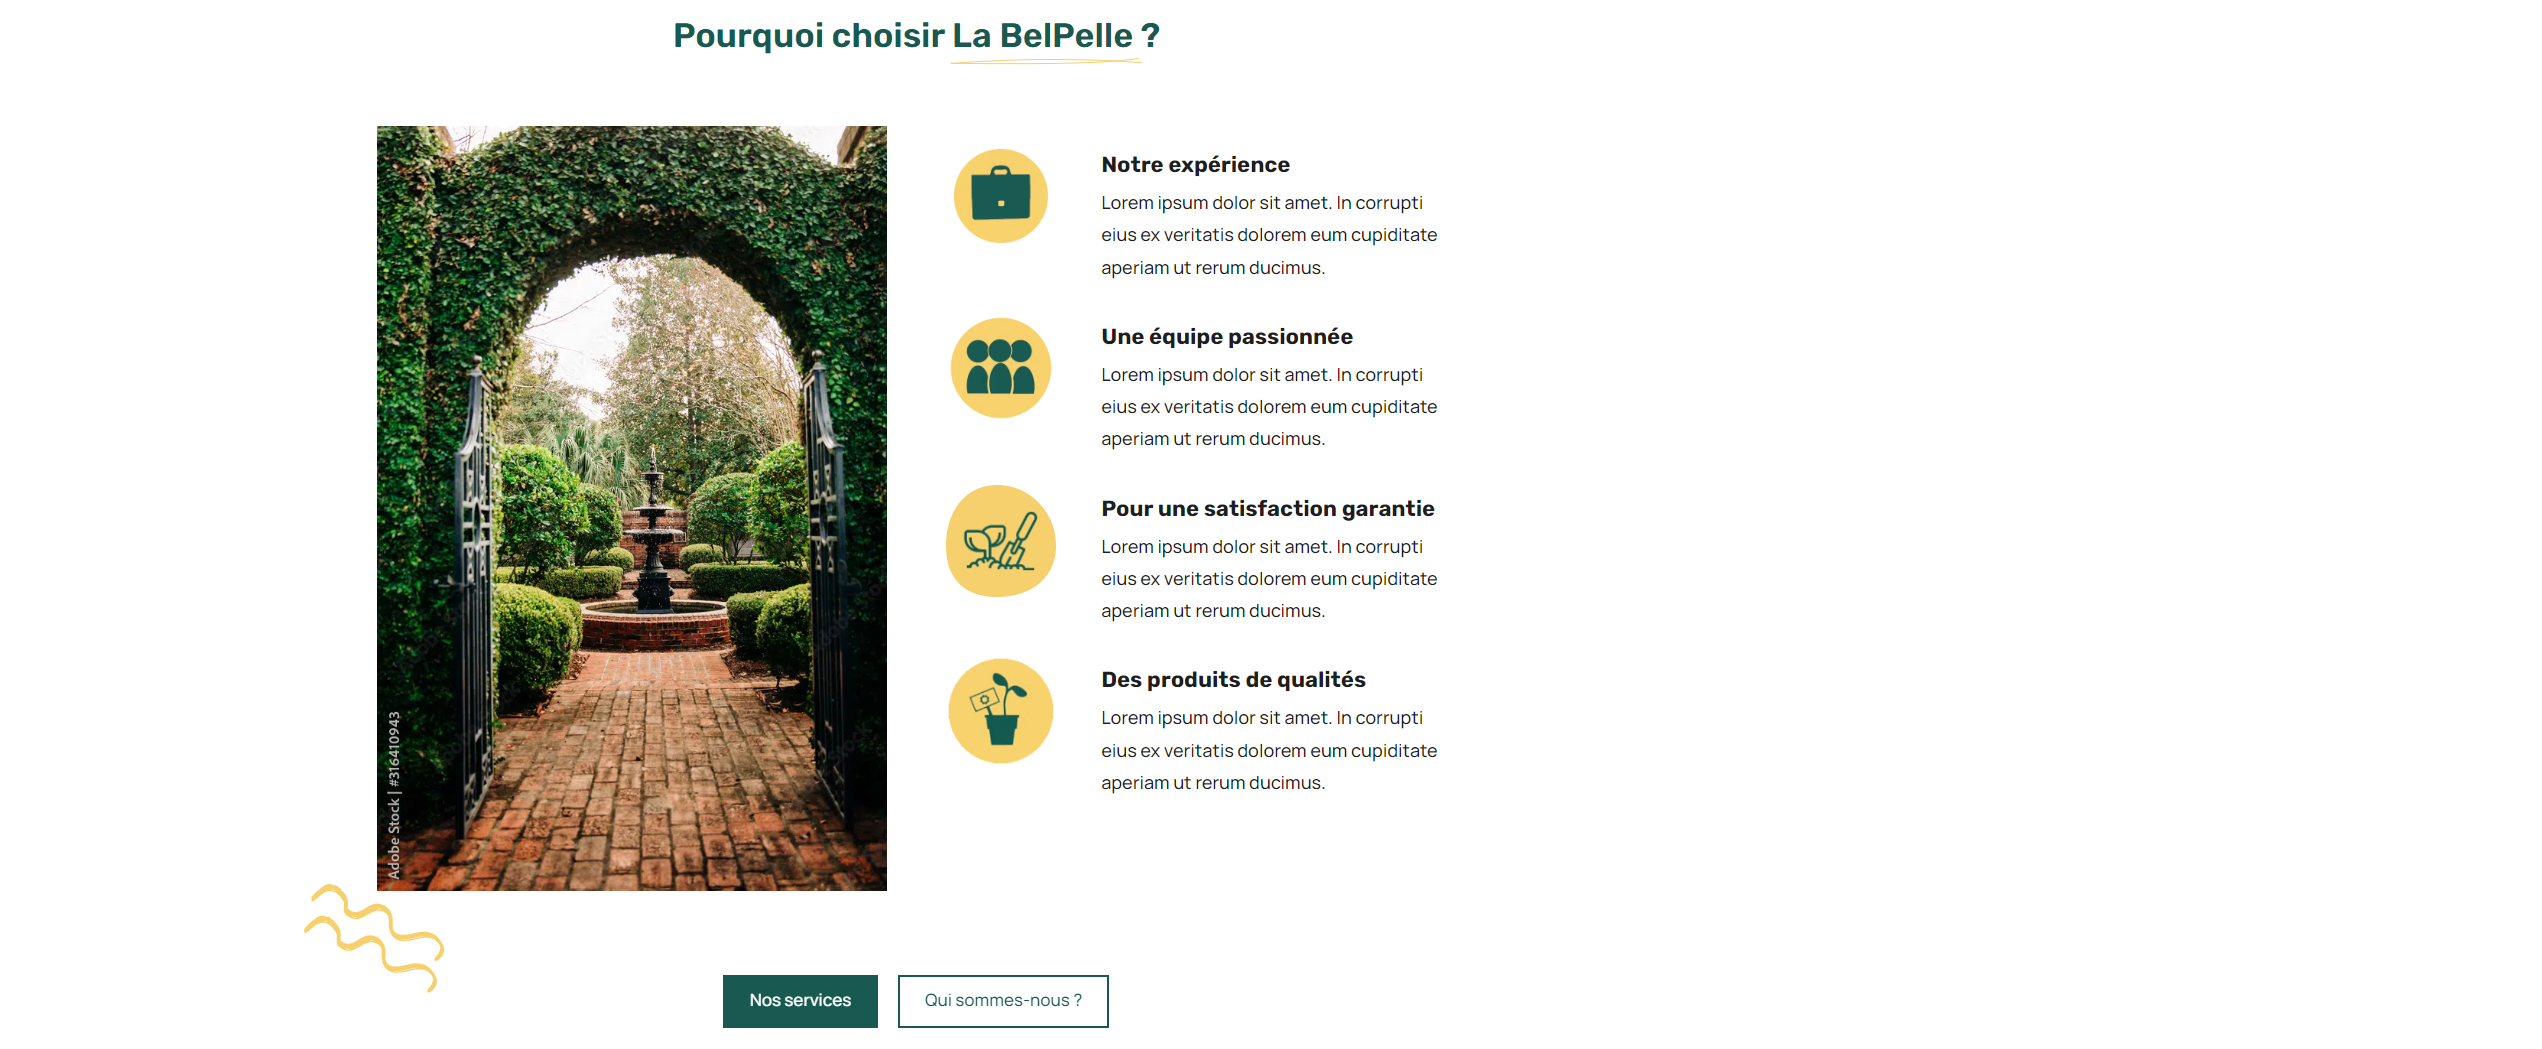 Pourquoi choisir La BelPelle ?
Notre expérience
Lorem ipsum dolor sit amet. In corrupti
eius ex veritatis dolorem eum cupiditate
aperiam ut rerum ducimus.
Une équipe passionnée
Lorem ipsum dolor sit amet. In corrupti
eius ex veritatis dolorem eum cupiditate
aperiam ut rerum ducimus.
Pour une satisfaction garantie
Lorem ipsum dolor sit amet. In corrupti
eius ex veritatis dolorem eum cupiditate
aperiam ut rerum ducimus.
Des produits de qualités
Lorem ipsum dolor sit amet. In corrupti
eius ex veritatis dolorem eum cupiditate
aperiam ut rerum ducimus.
Adobe Stock | #316410943
Nos services
Qui sommes-nous ?